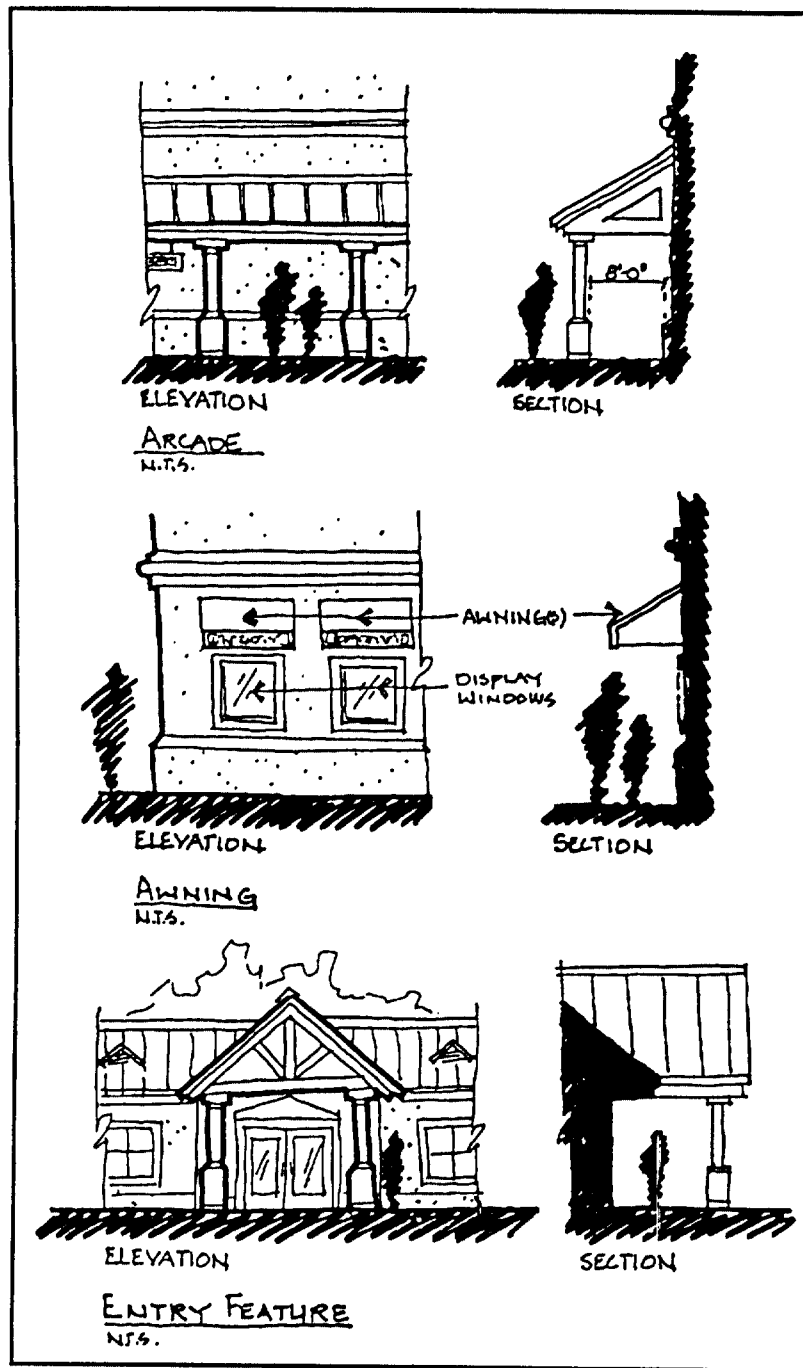 8'-0"
ELEVATION
SECTION
ARCADE
N.T.S.
AWNING(S)
DISPLAY
WINDOWS
ELEVATION
SECTION
AWNING
N.T.S.
ELEVATION
SECTION
ENTRY FEATURE
N.T.S.